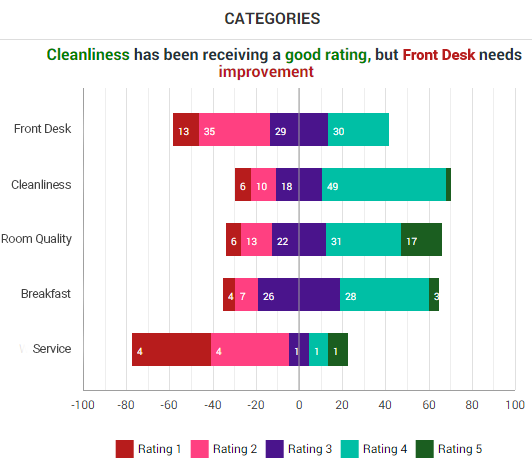 CATEGORIES
Cleanliness has been receiving a good rating, but Front Desk needs
improvement
Front Desk 13 35 29 30
Cleanliness 6 10 18 49
Room Quality 6 13 22 31 17
Breakfast 4 7 26 28 3
Service 4 4 1 1 1
-100 -80 -60 -40 -20 0 20 40 60 80 100
Rating 1 Rating 2 Rating 3 Rating 4 Rating 5